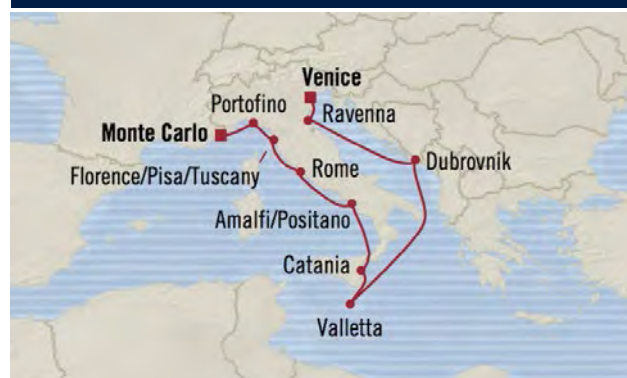 Venice
Portofino
Ravenna
Monte Carlo
Dubrovnik
Florence/Pisa/Tuscany
Rome
Amalfi/Positano
Catania
Valletta